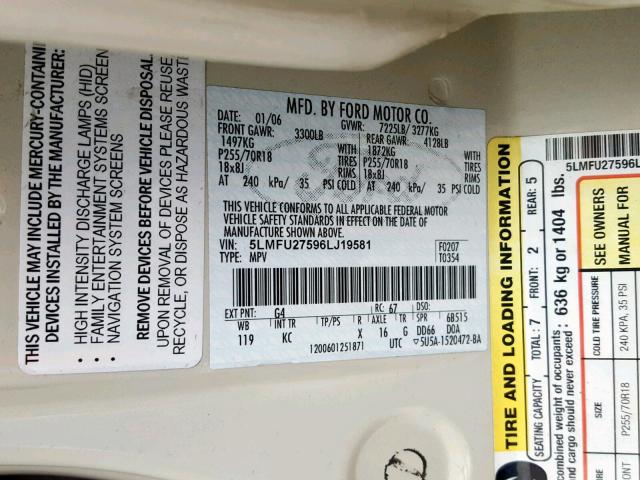 THIS VEHICLE MAY INCLUDE MERCURY-CONTAINING
DEVICES INSTALLED BY THE MANUFACTURER:
· HIGH INTENSITY DISCHARGE LAMPS (HID)
· FAMILY ENTERTAINMENT SYSTEMS SCREEN
· NAVIGATION SYSTEM SCREENS
REMOVE DEVICES BEFORE VEHICLE DISPOSAL.
UPON REMOVAL OF DEVICES PLEASE REUSE,
RECYCLE, OR DISPOSE AS HAZARDOUS WASTE
MFD. BY FORD MOTOR CO.
DATE: 01/06 GVWR: 7225LB/ 3277KG
FRONT GAWR: 3300LB REAR GAWR: 4128LB
1497KG WITH 1872KG WITH
P255/70R18 TIRES P255/70R18 TIRES
18x8J RIMS 18x8J RIMS
AT 240 kPa/ 35 PSI COLD AT 240 kPa/ 35 PSI COLD
THIS VEHICLE CONFORMS TO ALL APPLICABLE FEDERAL MOTOR
VEHICLE SAFETY STANDARDS IN EFFECT ON THE DATE OF
MANUFACTURE SHOWN ABOVE.
VIN: 5LMFU27596LJ19581 F0207
TYPE: MPV T0354
EXT PNT: G4 RC: 67 DSO:
WB INT TR TP/PS R AXLE TR SPR 6B515
119 KC X 16 G DD66 DOA
1200601251871 UTC ▽5U5A-1520472-BA
TIRE AND LOADING INFORMATION
SEATING CAPACITY TOTAL: 7 FRONT: 2 REAR: 5
combined weight of occupants
and cargo should never exceed: 636 kg or 1404 lbs.
5LMFU27596L
SIZE COLD TIRE PRESSURE SEE OWNERS
MANUAL FOR
P255/70R18 240 KPA, 35 PSI